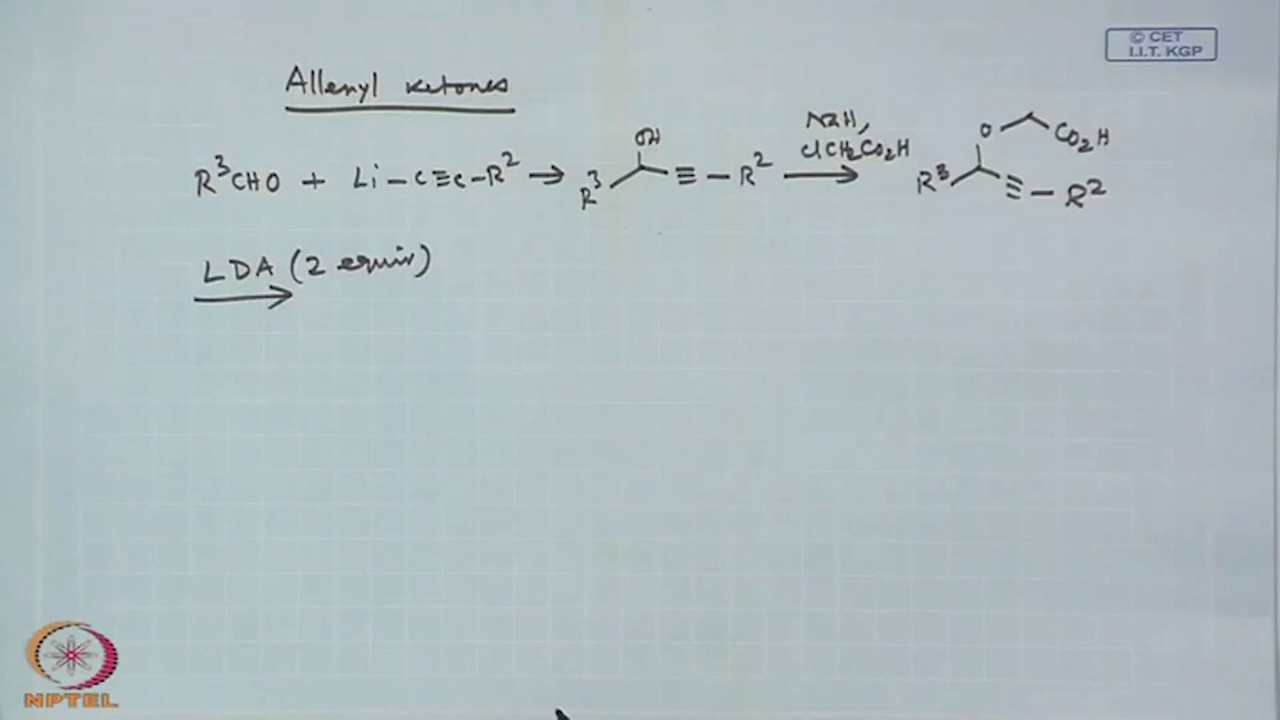 © CET
I.I.T. KGP
Allenyl ketones
R³CHO + Li-C≡C-R² → R³ OH ≡-R² NaH, ClCH₂CO₂H → R³ O CO₂H ≡-R²
LDA (2 equiv)
NPTEL